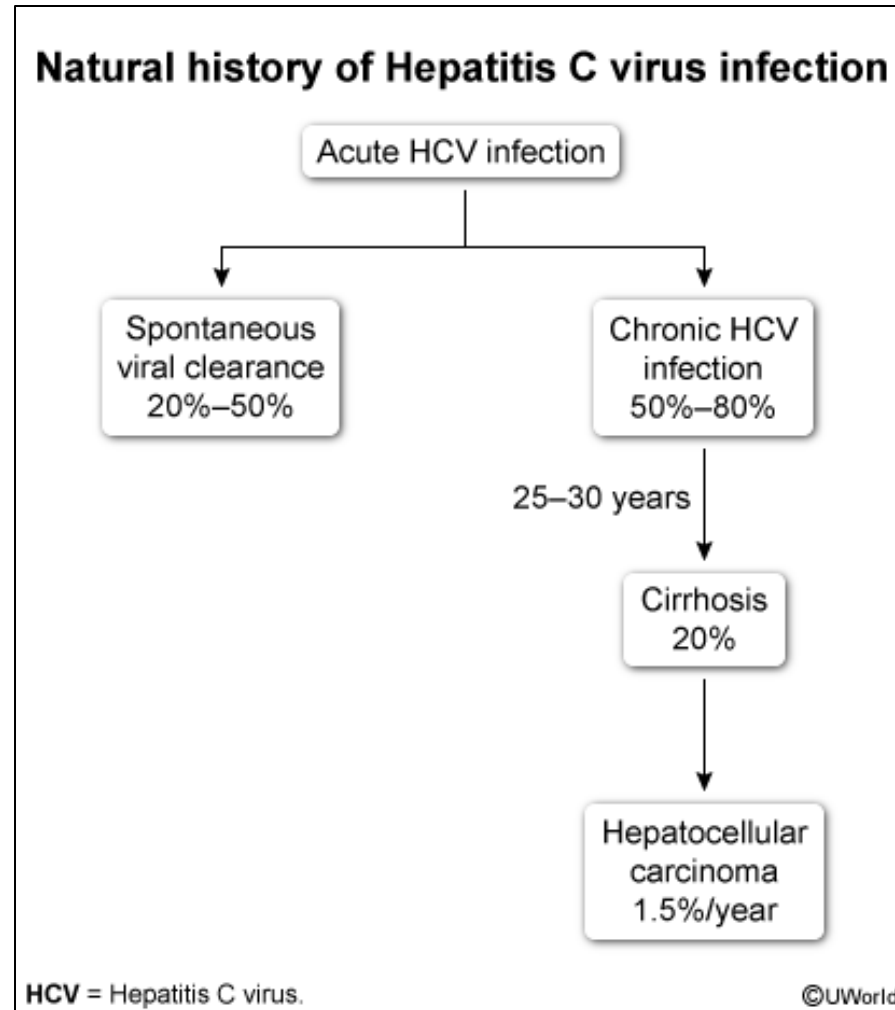 Natural history of Hepatitis C virus infection
Acute HCV infection
Spontaneous
viral clearance
20%–50%
Chronic HCV
infection
50%–80%
25–30 years
Cirrhosis
20%
Hepatocellular
carcinoma
1.5%/year
HCV = Hepatitis C virus.
©UWorld